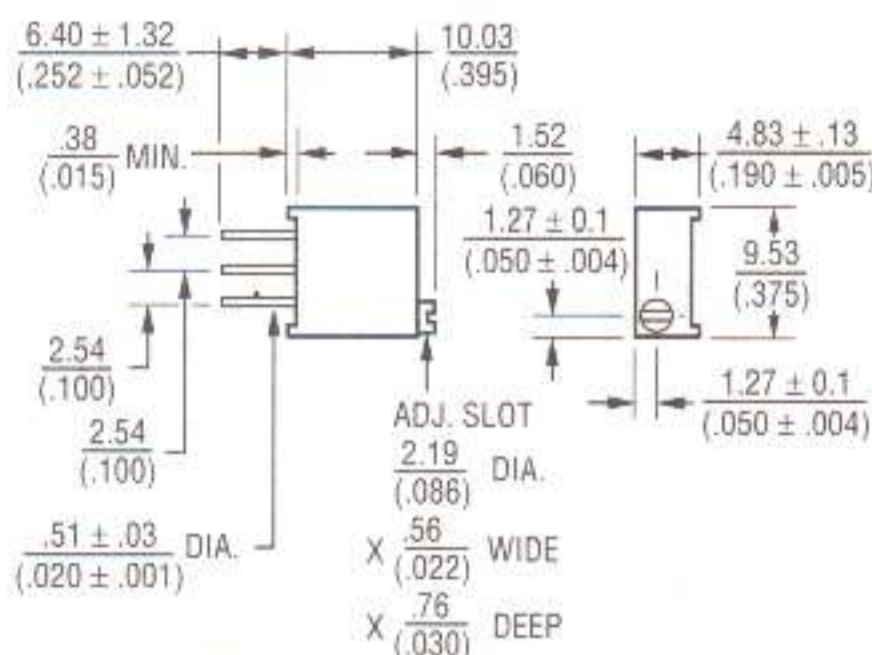 6.40 ± 1.32
(.252 ± .052)
10.03
(.395)
.38 MIN.
(.015)
1.52
(.060)
4.83 ± .13
(.190 ± .005)
1.27 ± 0.1
(.050 ± .004)
9.53
(.375)
2.54
(.100)
2.54
(.100)
1.27 ± 0.1
(.050 ± .004)
ADJ. SLOT
2.19 DIA.
(.086)
.51 ± .03 DIA.
(.020 ± .001)
X .56 WIDE
(.022)
X .76 DEEP
(.030)